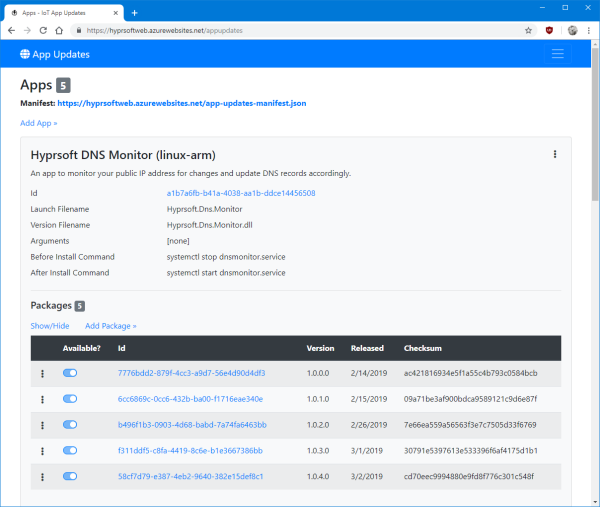 Apps - IoT App Updates
https://hyprsoftweb.azurewebsites.net/appupdates
App Updates
Apps 5
Manifest: https://hyprsoftweb.azurewebsites.net/app-updates-manifest.json
Add App »
Hyprsoft DNS Monitor (linux-arm)
An app to monitor your public IP address for changes and update DNS records accordingly.
Id a1b7a6fb-b41a-4038-aa1b-ddce14456508
Launch Filename Hyprsoft.Dns.Monitor
Version Filename Hyprsoft.Dns.Monitor.dll
Arguments [none]
Before Install Command systemctl stop dnsmonitor.service
After Install Command systemctl start dnsmonitor.service
Packages 5
Show/Hide Add Package »
Available? Id Version Released Checksum
7776bdd2-879f-4cc3-a9d7-56e4d90d4df3 1.0.0.0 2/14/2019 ac421816934e5f1a55c4b793c0584bcb
6cc6869c-0cc6-432b-ba00-f1716eae340e 1.0.1.0 2/15/2019 09a71be3af900bdca9589121c9d6e87f
b496f1b3-0903-4d68-babd-7a74fa6463bb 1.0.2.0 2/26/2019 7e66ea559a56563f3e7c7505d33f6769
f311ddf5-c8fa-4419-8c6e-b1e3667386bb 1.0.3.0 3/1/2019 30791e5397613e533396f6af4175d1b1
58cf7d79-e387-4eb2-9640-382e15def8c1 1.0.4.0 3/2/2019 cd70eec9994880e9fd8f776c301c548f